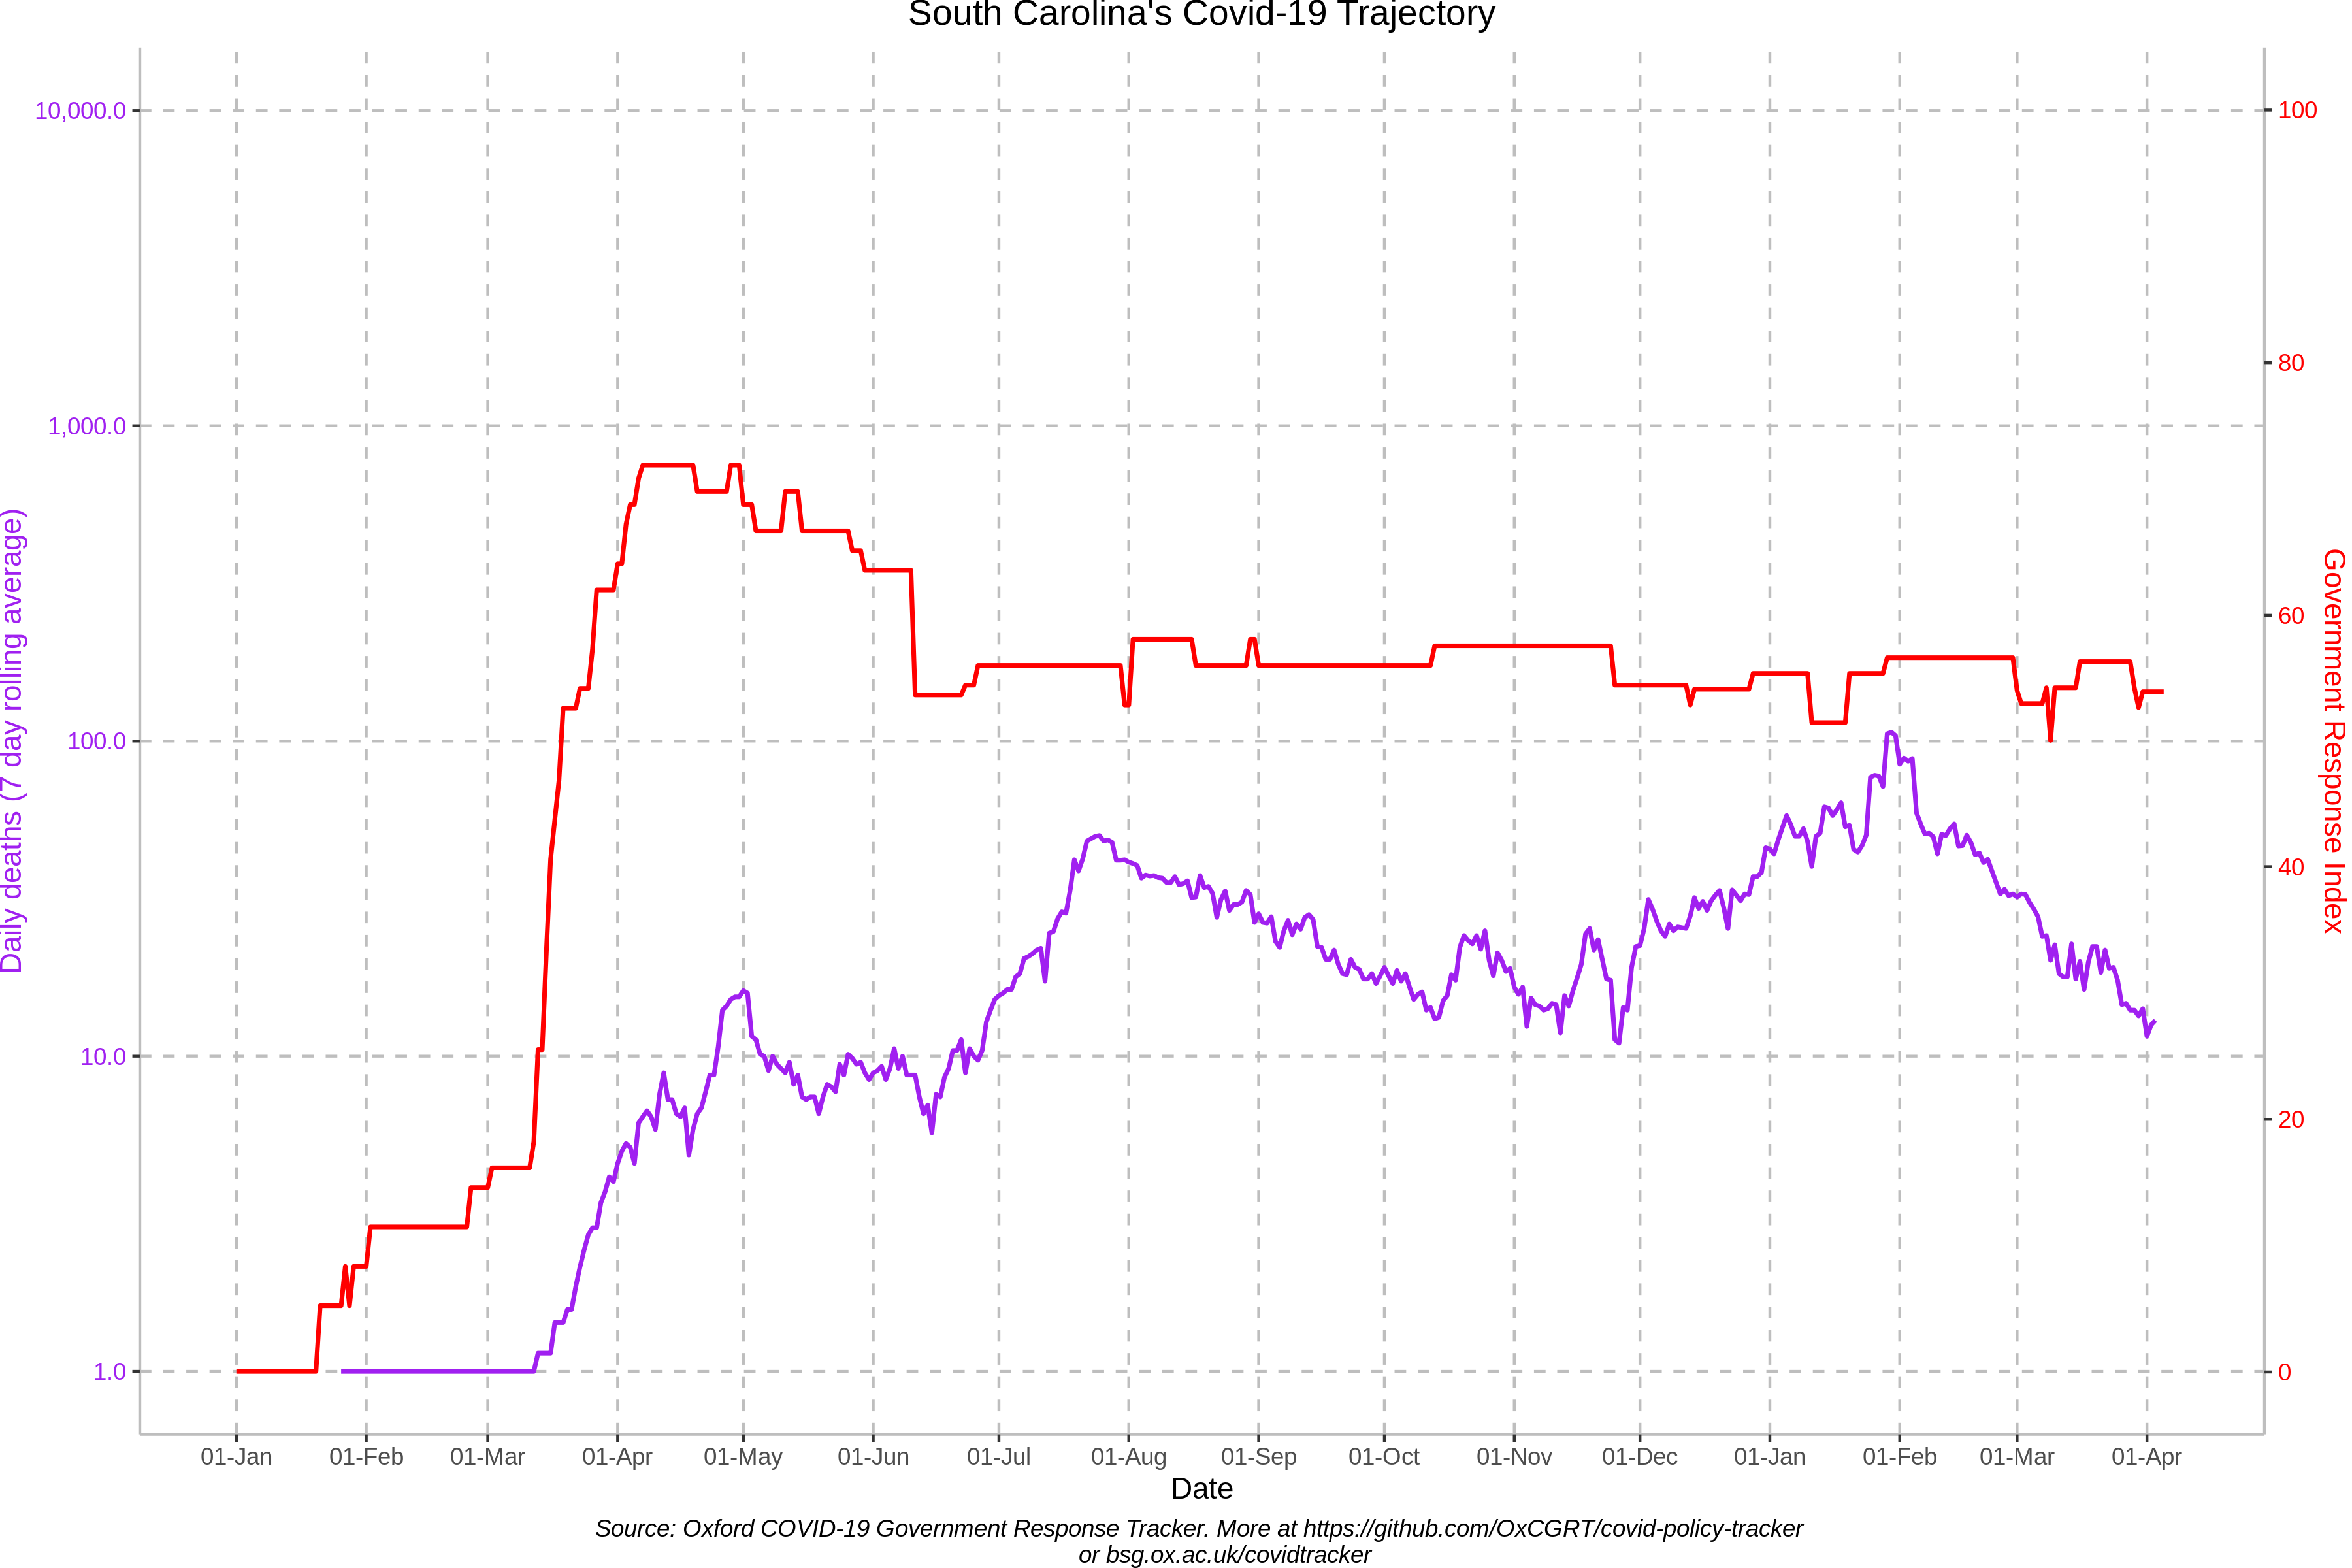 South Carolina's Covid-19 Trajectory
10,000.0
1,000.0
100.0
10.0
1.0
Daily deaths (7 day rolling average)
100
80
60
40
20
0
Government Response Index
01-Jan 01-Feb 01-Mar 01-Apr 01-May 01-Jun 01-Jul 01-Aug 01-Sep 01-Oct 01-Nov 01-Dec 01-Jan 01-Feb 01-Mar 01-Apr
Date
Source: Oxford COVID-19 Government Response Tracker. More at https://github.com/OxCGRT/covid-policy-tracker
or bsg.ox.ac.uk/covidtracker